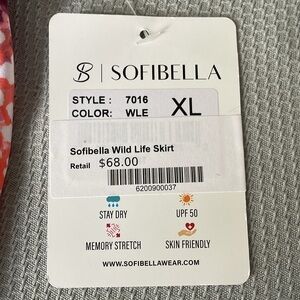 B | SOFIBELLA
STYLE : 7016
COLOR: WLE XL
Sofibella Wild Life Skirt
Retail $68.00
6200900037
STAY DRY UPF 50
MEMORY STRETCH SKIN FRIENDLY
WWW.SOFIBELLAWEAR.COM